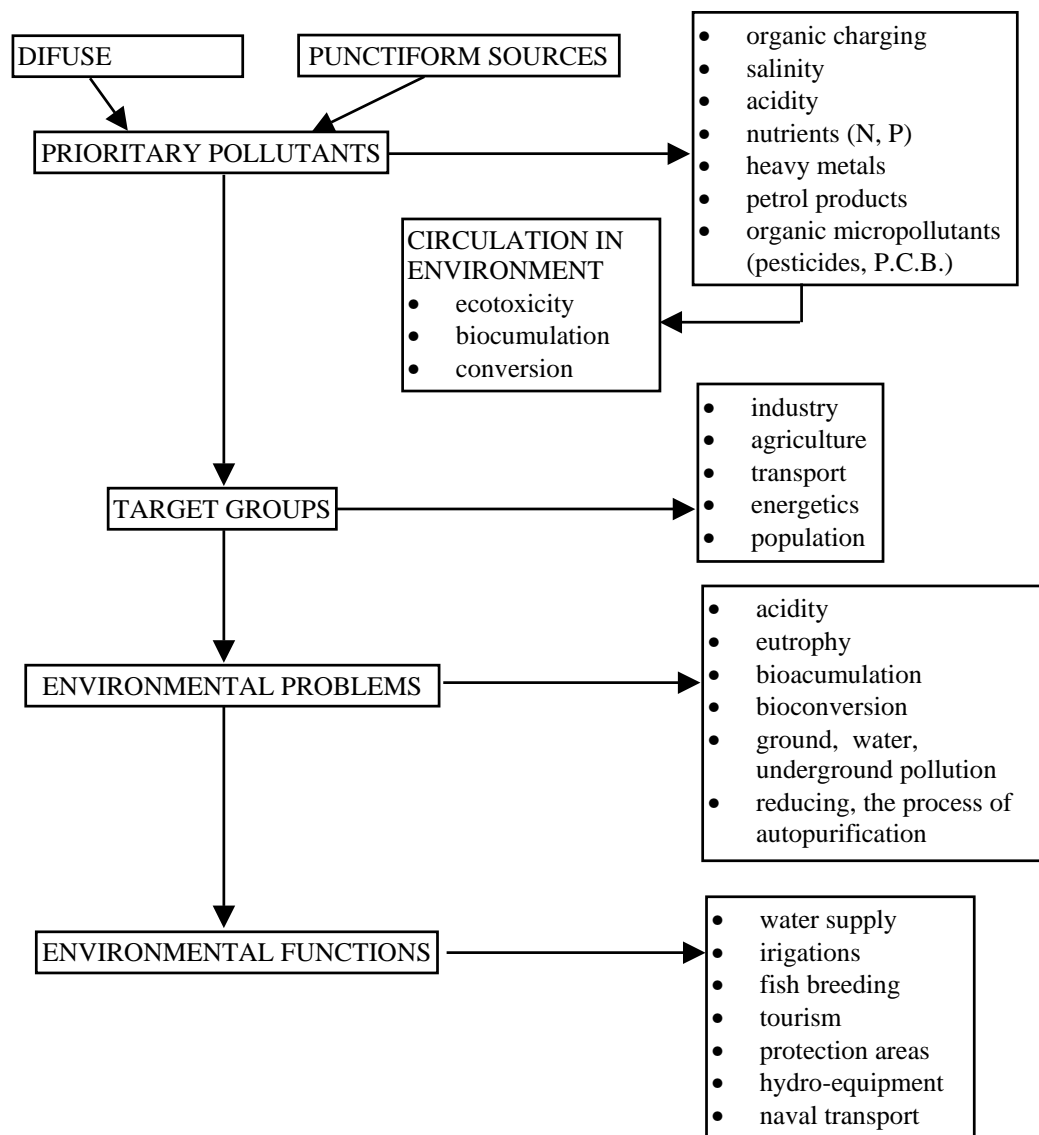 DIFUSE
PUNCTIFORM SOURCES
PRIORITARY POLLUTANTS
• organic charging
• salinity
• acidity
• nutrients (N, P)
• heavy metals
• petrol products
• organic micropollutants
(pesticides, P.C.B.)
CIRCULATION IN
ENVIRONMENT
• ecotoxicity
• biocumulation
• conversion
TARGET GROUPS
• industry
• agriculture
• transport
• energetics
• population
ENVIRONMENTAL PROBLEMS
• acidity
• eutrophy
• bioacumulation
• bioconversion
• ground, water,
underground pollution
• reducing, the process of
autopurification
ENVIRONMENTAL FUNCTIONS
• water supply
• irigations
• fish breeding
• tourism
• protection areas
• hydro-equipment
• naval transport